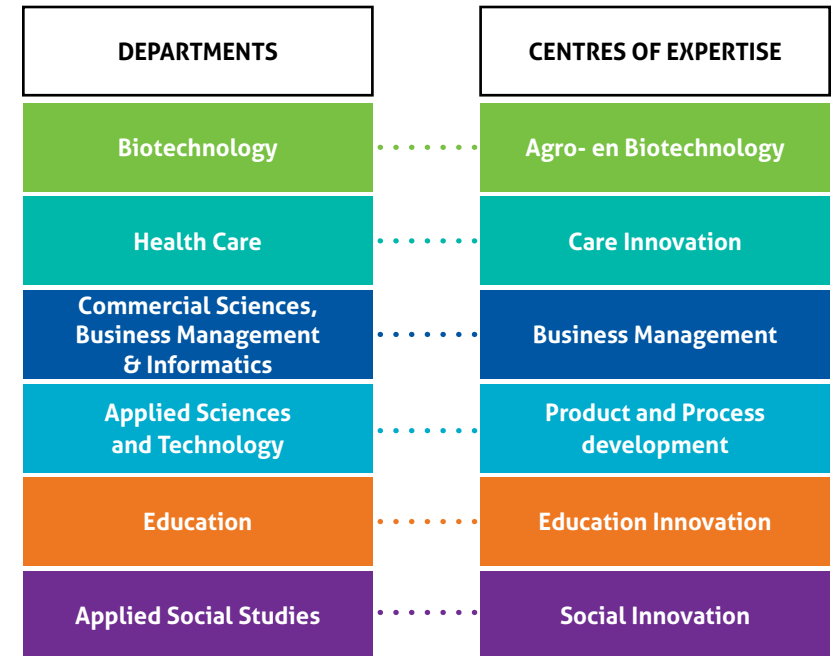 DEPARTMENTS
CENTRES OF EXPERTISE
Biotechnology
Agro- en Biotechnology
Health Care
Care Innovation
Commercial Sciences,
Business Management
& Informatics
Business Management
Applied Sciences
and Technology
Product and Process
development
Education
Education Innovation
Applied Social Studies
Social Innovation